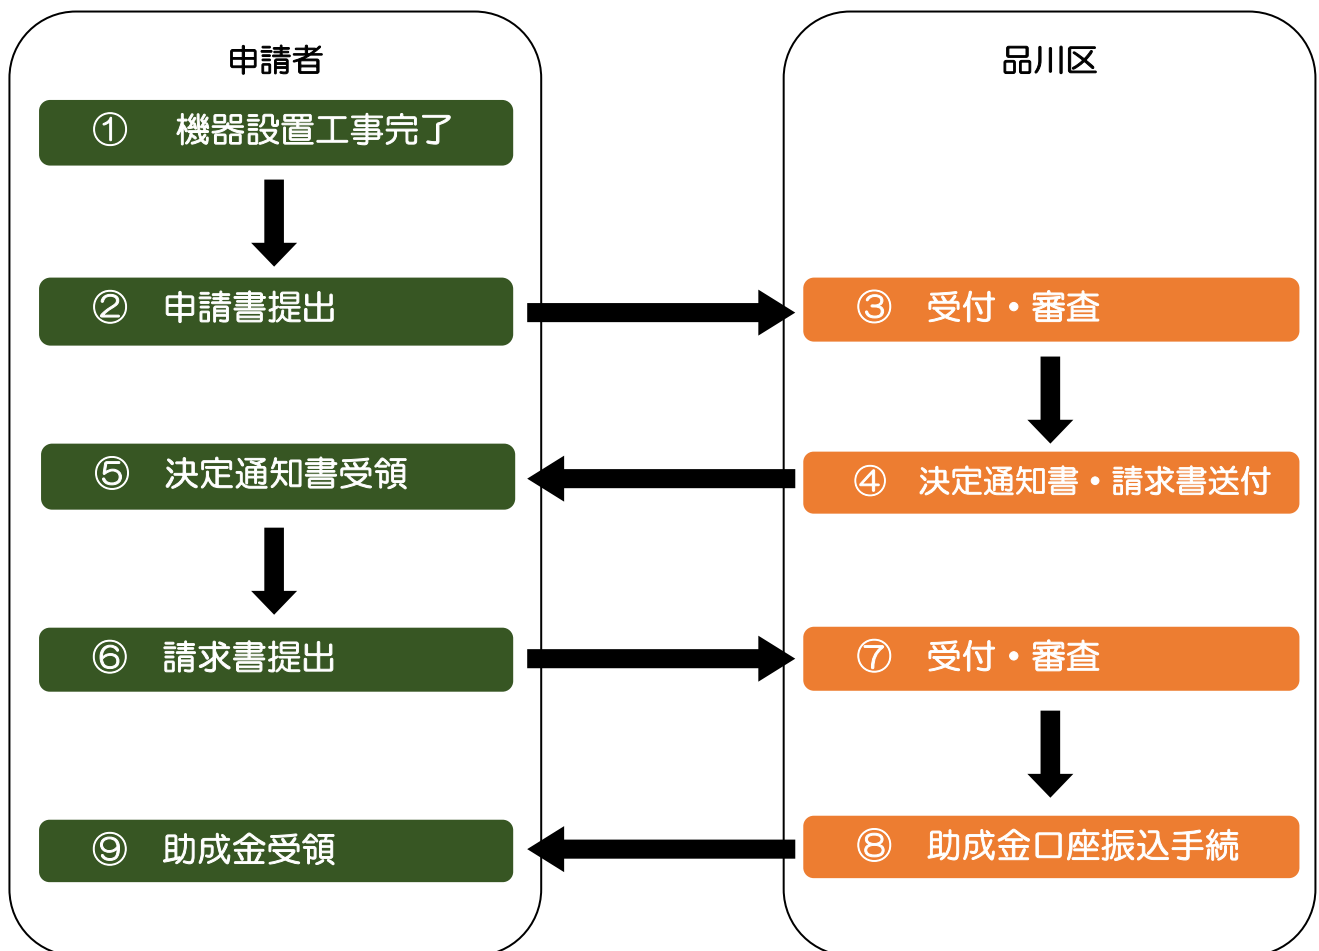 申請者
品川区
① 機器設置工事完了
② 申請書提出
③ 受付・審査
④ 決定通知書・請求書送付
⑤ 決定通知書受領
⑥ 請求書提出
⑦ 受付・審査
⑧ 助成金口座振込手続
⑨ 助成金受領